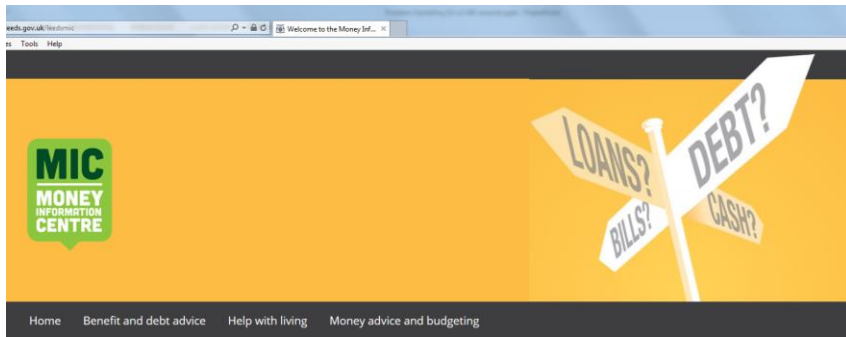 eeds.gov.uk/leedsmic
Welcome to the Money Inf...
Tools Help
MIC
MONEY
INFORMATION
CENTRE
LOANS?
DEBT?
BILLS?
CASH?
Home Benefit and debt advice Help with living Money advice and budgeting